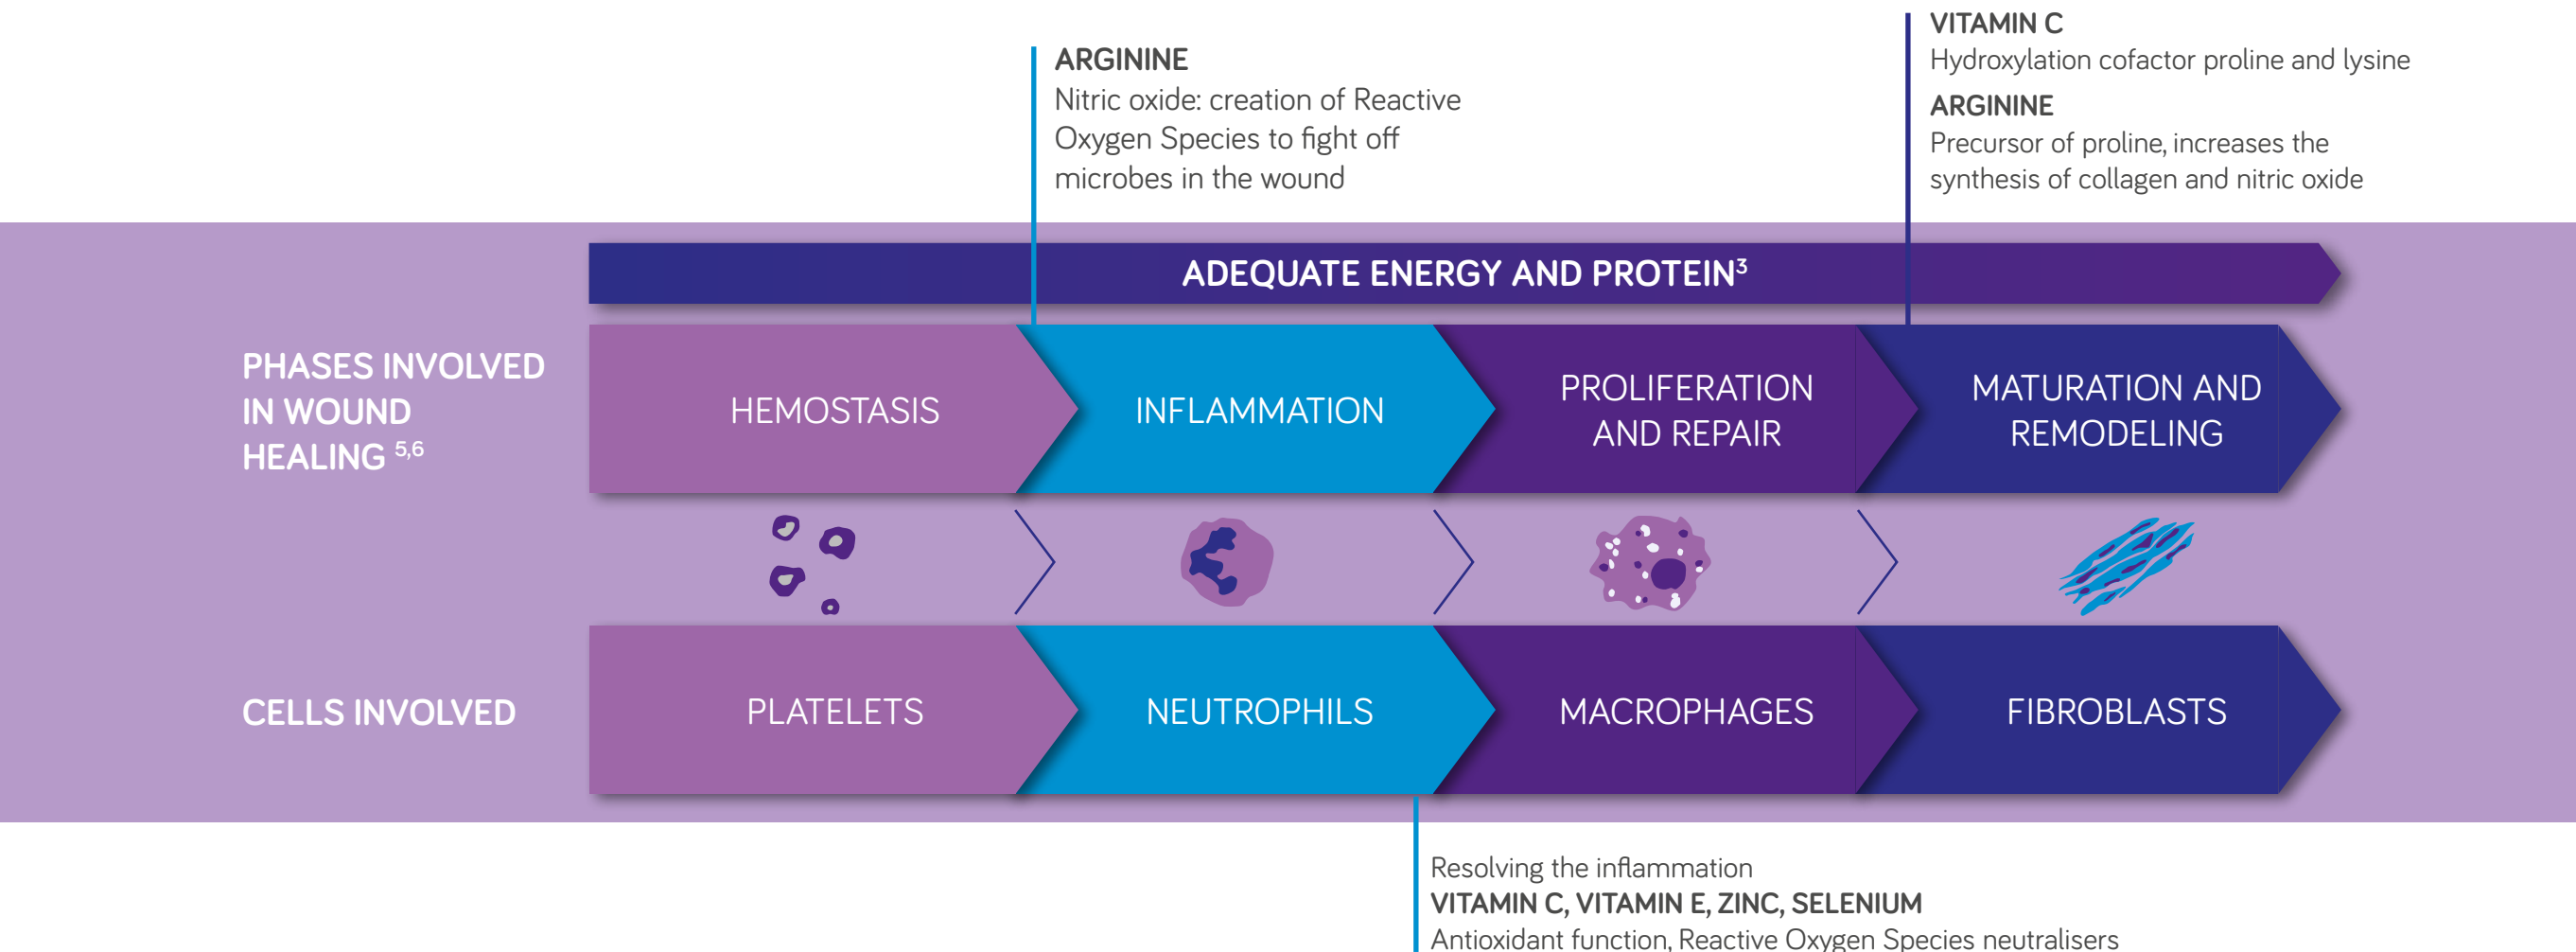 VITAMIN C
Hydroxylation cofactor proline and lysine
ARGININE
Precursor of proline, increases the
synthesis of collagen and nitric oxide
ARGININE
Nitric oxide: creation of Reactive
Oxygen Species to fight off
microbes in the wound
ADEQUATE ENERGY AND PROTEIN³
PHASES INVOLVED
IN WOUND
HEALING ⁵,⁶
HEMOSTASIS
INFLAMMATION
PROLIFERATION
AND REPAIR
MATURATION AND
REMODELING
CELLS INVOLVED
PLATELETS
NEUTROPHILS
MACROPHAGES
FIBROBLASTS
Resolving the inflammation
VITAMIN C, VITAMIN E, ZINC, SELENIUM
Antioxidant function, Reactive Oxygen Species neutralisers